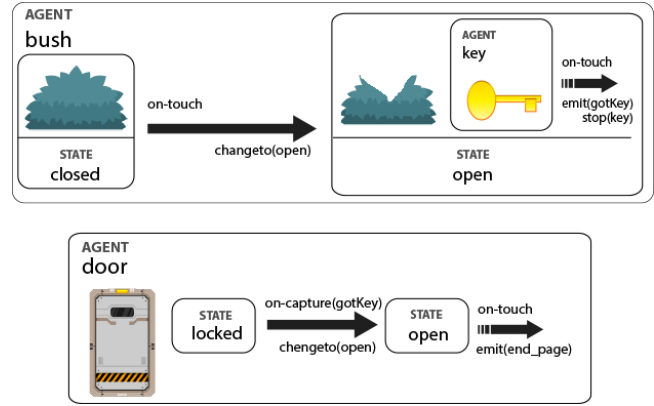 AGENT
bush
STATE
closed
on-touch
changeto(open)
AGENT
key
on-touch
emit(gotKey)
stop(key)
STATE
open
AGENT
door
STATE
locked
on-capture(gotKey)
chengeto(open)
STATE
open
on-touch
emit(end_page)